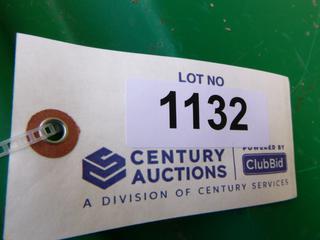 LOT NO
1132
CENTURY
AUCTIONS
POWERED BY
ClubBid
A DIVISION OF CENTURY SERVICES